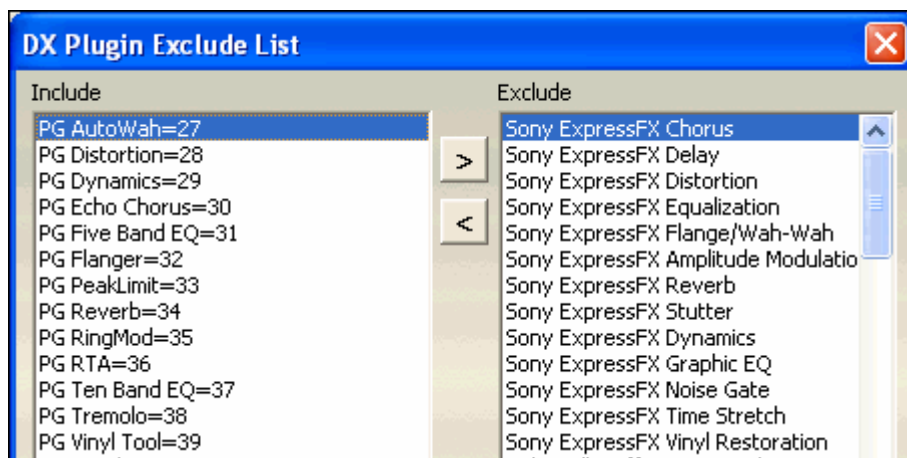 DX Plugin Exclude List
Include
Exclude
PG AutoWah=27
PG Distortion=28
PG Dynamics=29
PG Echo Chorus=30
PG Five Band EQ=31
PG Flanger=32
PG PeakLimit=33
PG Reverb=34
PG RingMod=35
PG RTA=36
PG Ten Band EQ=37
PG Tremolo=38
PG Vinyl Tool=39
>
<
Sony ExpressFX Chorus
Sony ExpressFX Delay
Sony ExpressFX Distortion
Sony ExpressFX Equalization
Sony ExpressFX Flange/Wah-Wah
Sony ExpressFX Amplitude Modulatio
Sony ExpressFX Reverb
Sony ExpressFX Stutter
Sony ExpressFX Dynamics
Sony ExpressFX Graphic EQ
Sony ExpressFX Noise Gate
Sony ExpressFX Time Stretch
Sony ExpressFX Vinyl Restoration